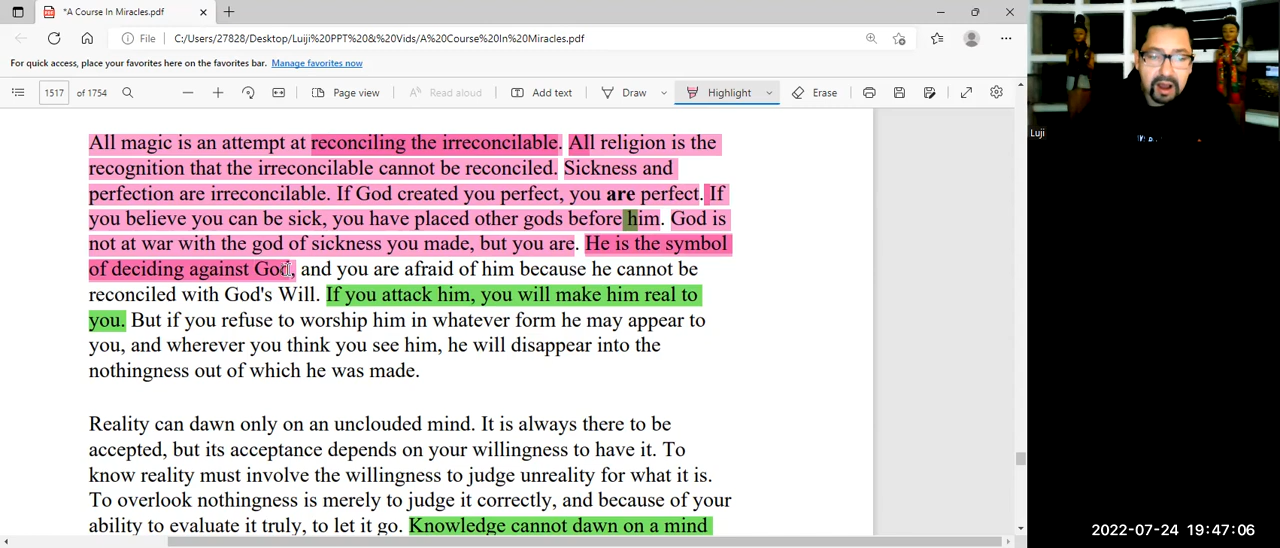 *A Course In Miracles.pdf
File
C:/Users/27828/Desktop/Luiji%20PPT%20&%20Vids/A%20Course%20In%20Miracles.pdf
For quick access, place your favorites here on the favorites bar. Manage favorites now
1517 of 1754
Page view
Read aloud
Add text
Draw
Highlight
Erase
All magic is an attempt at reconciling the irreconcilable. All religion is the
recognition that the irreconcilable cannot be reconciled. Sickness and
perfection are irreconcilable. If God created you perfect, you are perfect. If
you believe you can be sick, you have placed other gods before him. God is
not at war with the god of sickness you made, but you are. He is the symbol
of deciding against God, and you are afraid of him because he cannot be
reconciled with God's Will. If you attack him, you will make him real to
you. But if you refuse to worship him in whatever form he may appear to
you, and wherever you think you see him, he will disappear into the
nothingness out of which he was made.
Reality can dawn only on an unclouded mind. It is always there to be
accepted, but its acceptance depends on your willingness to have it. To
know reality must involve the willingness to judge unreality for what it is.
To overlook nothingness is merely to judge it correctly, and because of your
ability to evaluate it truly, to let it go. Knowledge cannot dawn on a mind
Luji
2022-07-24 19:47:06